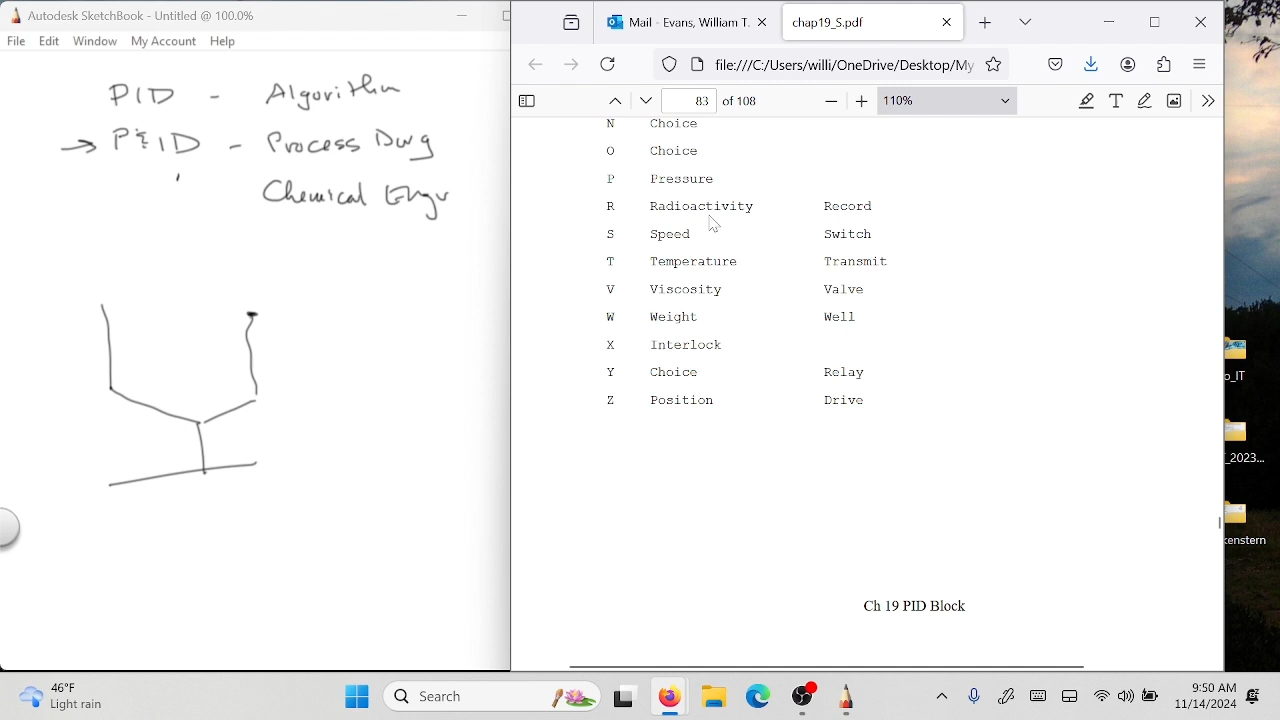 Autodesk SketchBook - Untitled @ 100.0%
File Edit Window My Account Help
PID - Algorithm
→ P&ID - Process Dwg
Chemical Engr
Mail - Evans, William T.
chap19_S.pdf
file:///C:/Users/willi/OneDrive/Desktop/My
83 of 108
110%
N Choice
O Choice
P Pressure
R Radioactivity Record
S Speed Switch
T Temperature Transmit
V Viscosity Valve
W Weight Well
X Interlock
Y Choice Relay
Z Position Drive
Ch 19 PID Block
o_IT
_2023...
kenstern
46°F
Light rain
Search
9:50 AM
11/14/2024